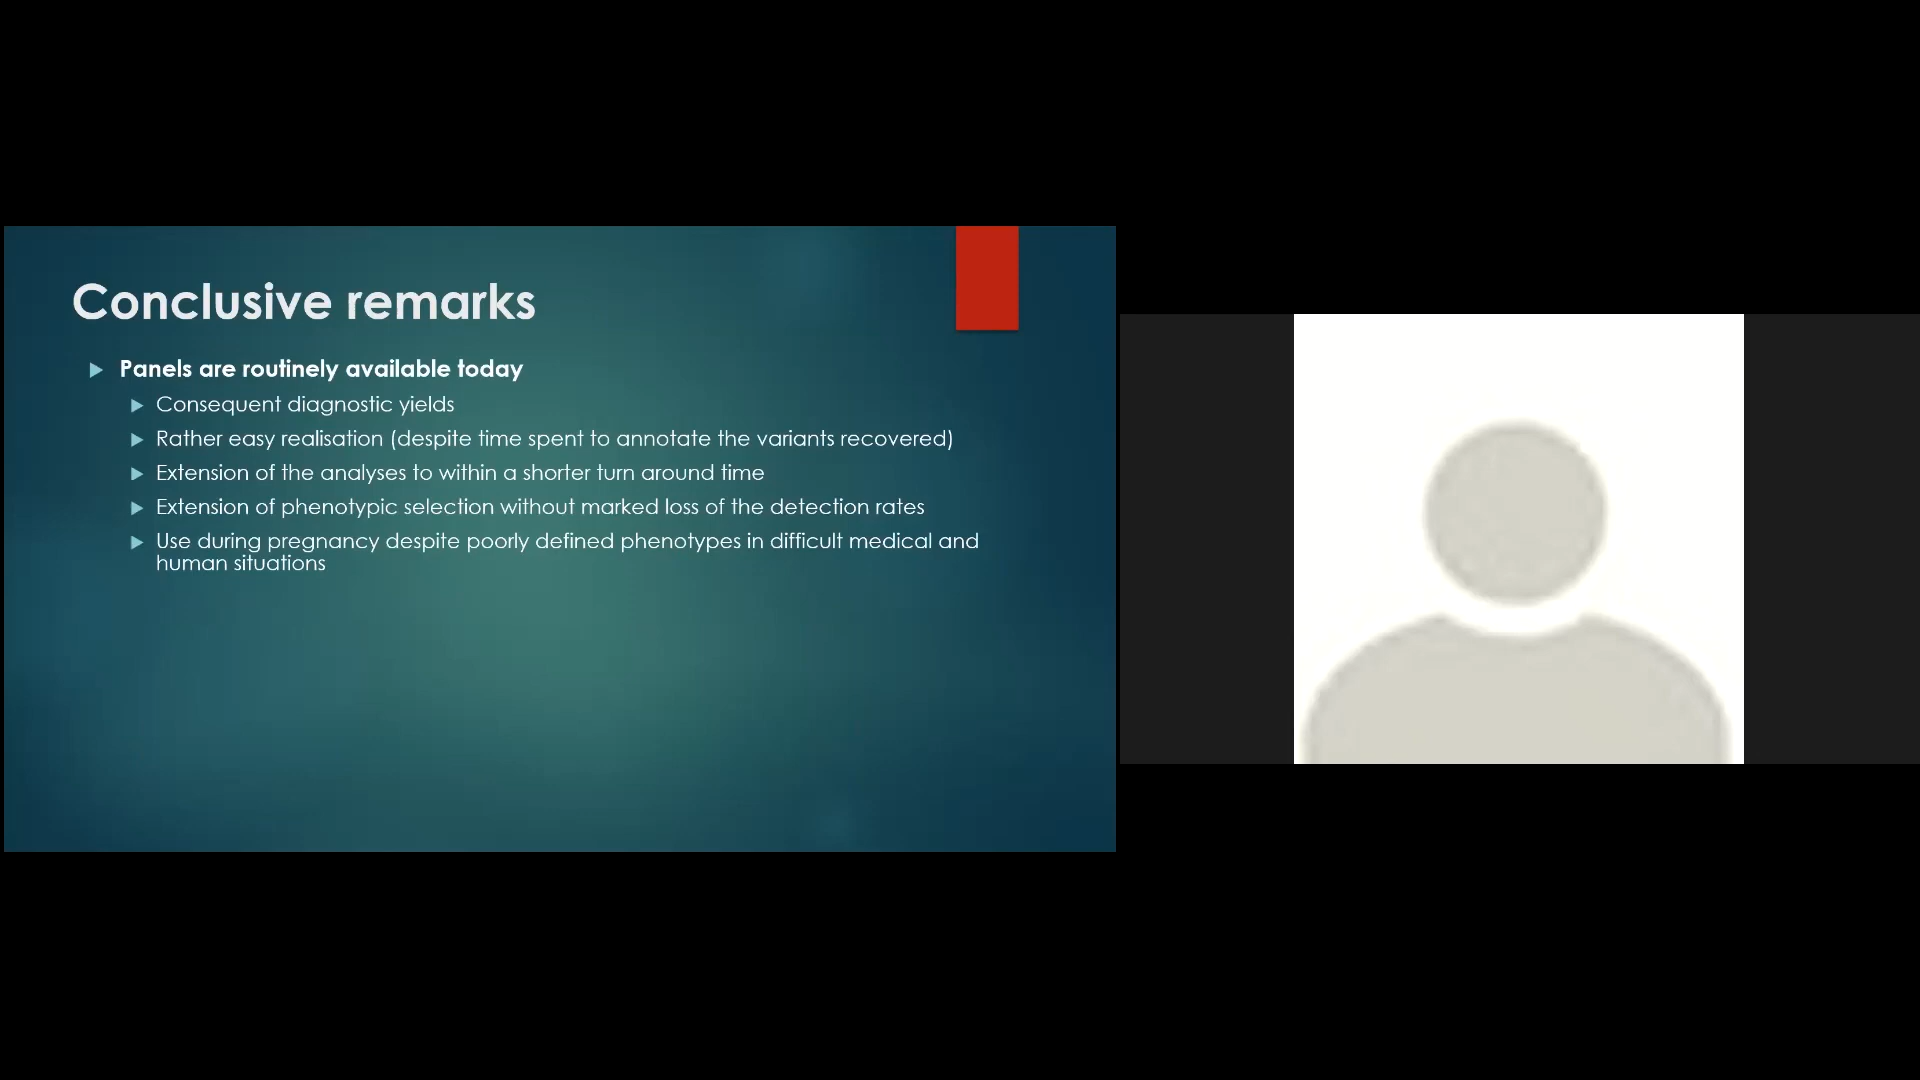 Conclusive remarks
Panels are routinely available today
Consequent diagnostic yields
Rather easy realisation (despite time spent to annotate the variants recovered)
Extension of the analyses to within a shorter turn around time
Extension of phenotypic selection without marked loss of the detection rates
Use during pregnancy despite poorly defined phenotypes in difficult medical and
human situations